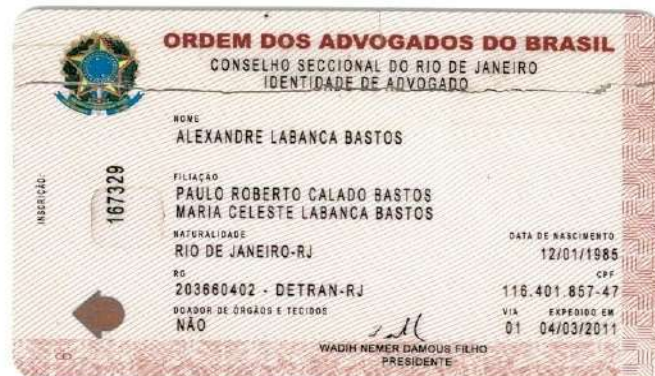 ORDEM DOS ADVOGADOS DO BRASIL
CONSELHO SECCIONAL DO RIO DE JANEIRO
IDENTIDADE DE ADVOGADO
NOME
ALEXANDRE LABANCA BASTOS
INSCRIÇÃO:
167329
FILIAÇÃO
PAULO ROBERTO CALADO BASTOS
MARIA CELESTE LABANCA BASTOS
NATURALIDADE DATA DE NASCIMENTO
RIO DE JANEIRO-RJ 12/01/1985
RG CPF
203660402 - DETRAN-RJ 116.401.857-47
DOADOR DE ÓRGÃOS E TECIDOS VIA EXPEDIDO EM
NÃO 01 04/03/2011
WADIH NEMER DAMOUS FILHO
PRESIDENTE